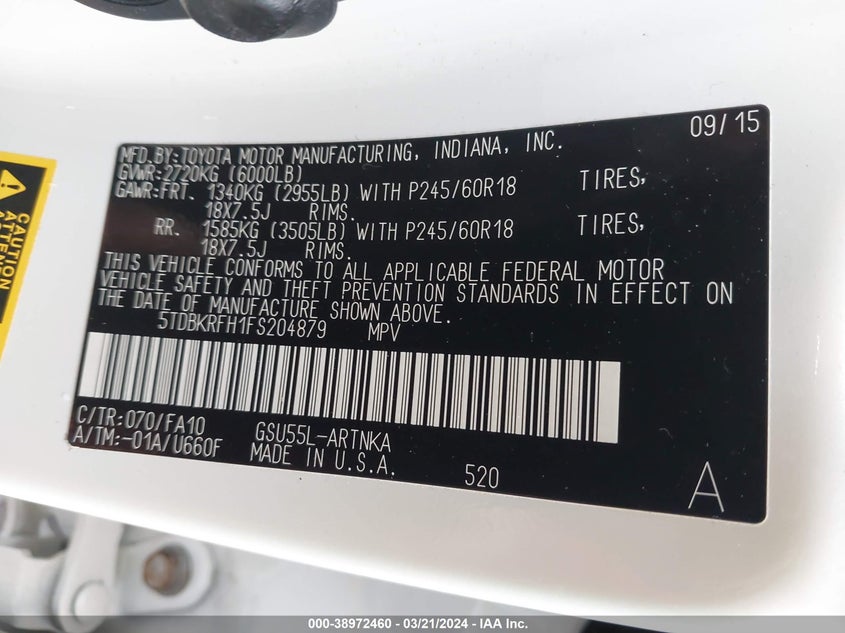 09/15
MFD.BY:TOYOTA MOTOR MANUFACTURING, INDIANA, INC.
GVWR:2720KG (6000LB)
GAWR:FRT. 1340KG (2955LB) WITH P245/60R18 TIRES,
18X7.5J RIMS.
RR. 1585KG (3505LB) WITH P245/60R18 TIRES,
18X7.5J RIMS.
THIS VEHICLE CONFORMS TO ALL APPLICABLE FEDERAL MOTOR
VEHICLE SAFETY AND THEFT PREVENTION STANDARDS IN EFFECT ON
THE DATE OF MANUFACTURE SHOWN ABOVE.
5TDBKRFH1FS204879 MPV
C/TR:070/FA10 GSU55L-ARTNKA
A/TM:-01A/U660F MADE IN U.S.A. 520
A
CAUTION
ATTENTION
000-38972460 - 03/21/2024 - IAA Inc.